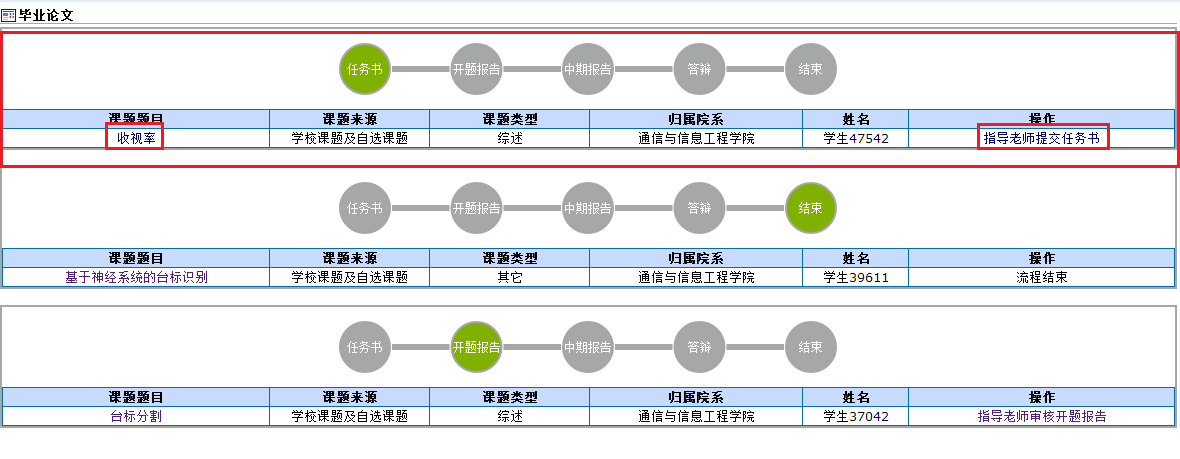 毕业论文
任务书 开题报告 中期报告 答辩 结束
课题题目 课题来源 课题类型 归属院系 姓名 操作
收视率 学校课题及自选课题 综述 通信与信息工程学院 学生47542 指导老师提交任务书
任务书 开题报告 中期报告 答辩 结束
课题题目 课题来源 课题类型 归属院系 姓名 操作
基于神经系统的台标识别 学校课题及自选课题 其它 通信与信息工程学院 学生39611 流程结束
任务书 开题报告 中期报告 答辩 结束
课题题目 课题来源 课题类型 归属院系 姓名 操作
台标分割 学校课题及自选课题 综述 通信与信息工程学院 学生37042 指导老师审核开题报告